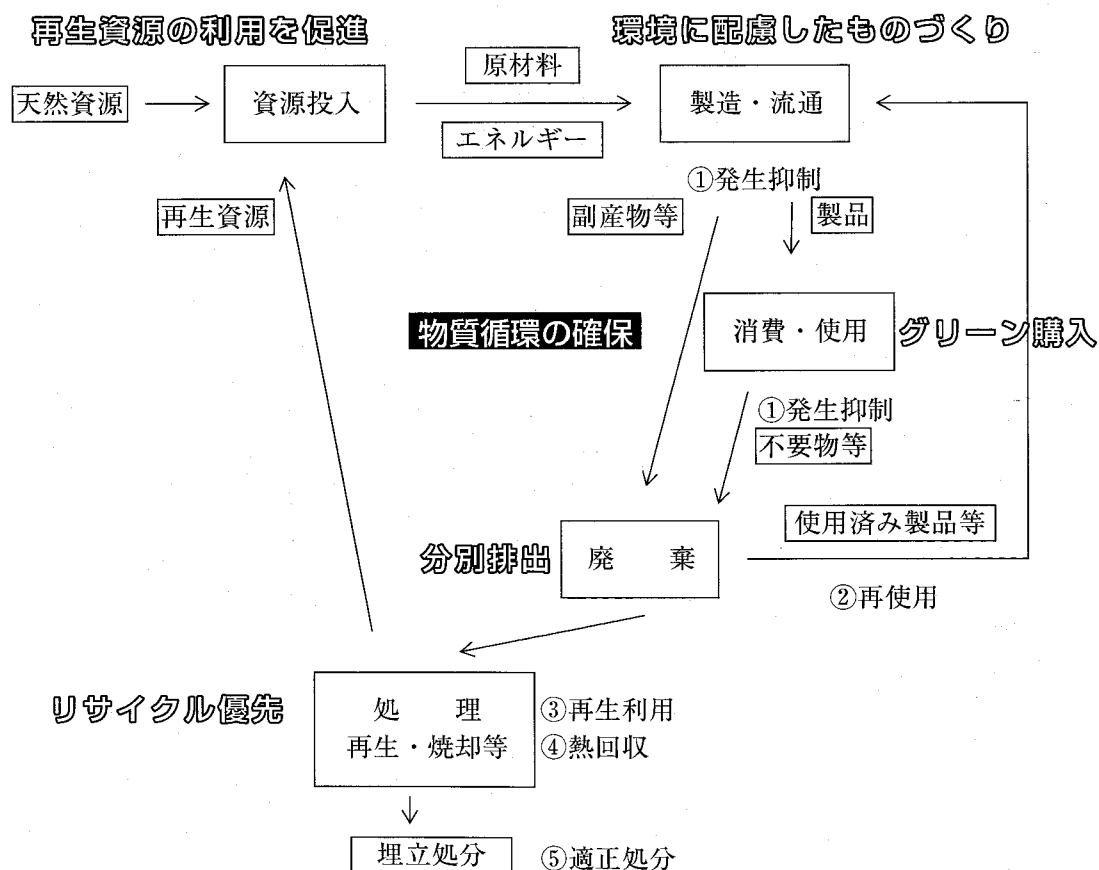 再生資源の利用を促進
環境に配慮したものづくり
原材料
天然資源
資源投入
製造・流通
エネルギー
①発生抑制
再生資源
副産物等
製品
物質循環の確保
消費・使用
グリーン購入
①発生抑制
不要物等
使用済み製品等
分別排出
廃 棄
②再使用
リサイクル優先
処 理
③再生利用
再生・焼却等
④熱回収
埋立処分
⑤適正処分